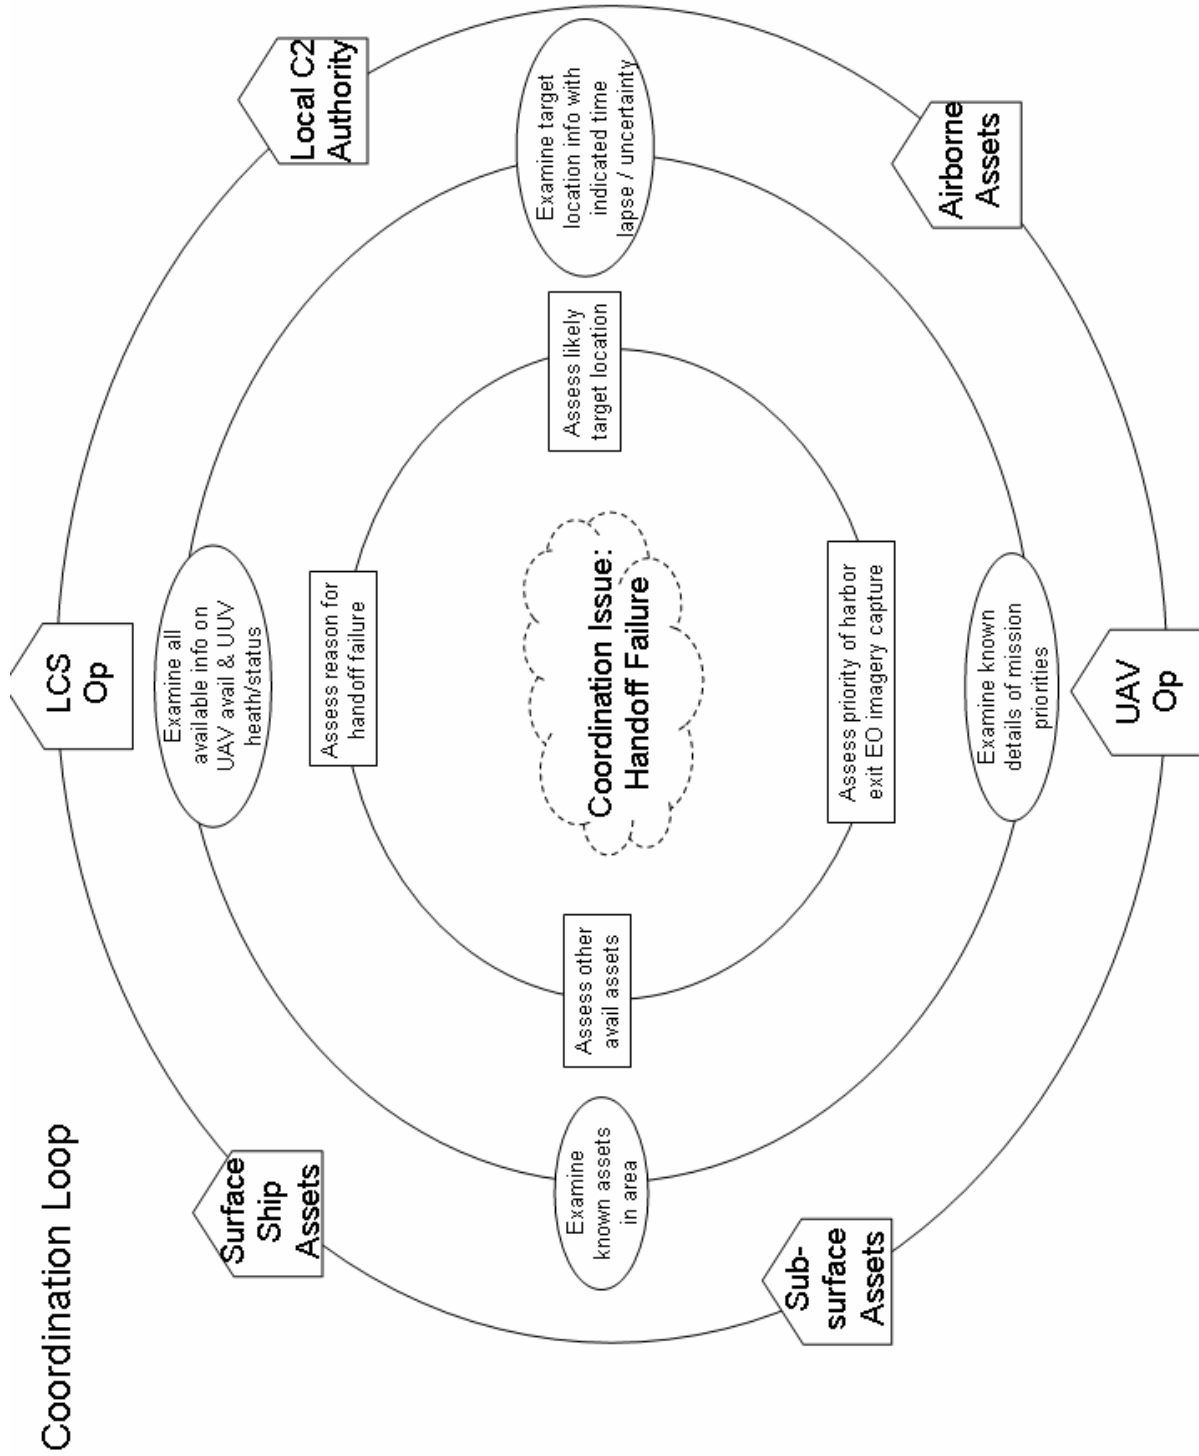 Coordination Loop
LCS
Op
Surface
Ship
Assets
Local C2
Authority
Examine all
available info on
UAV avail & UUV
heath/status
Assess reason for
handoff failure
Examine
known assets
in area
Assess other
avail assets
Coordination Issue:
Handoff Failure
Assess likely
target location
Examine target
location info with
indicated time
lapse / uncertainty
Assess priority of harbor
exit EO imagery capture
Examine known
details of mission
priorities
Sub-
surface
Assets
Airborne
Assets
UAV
Op